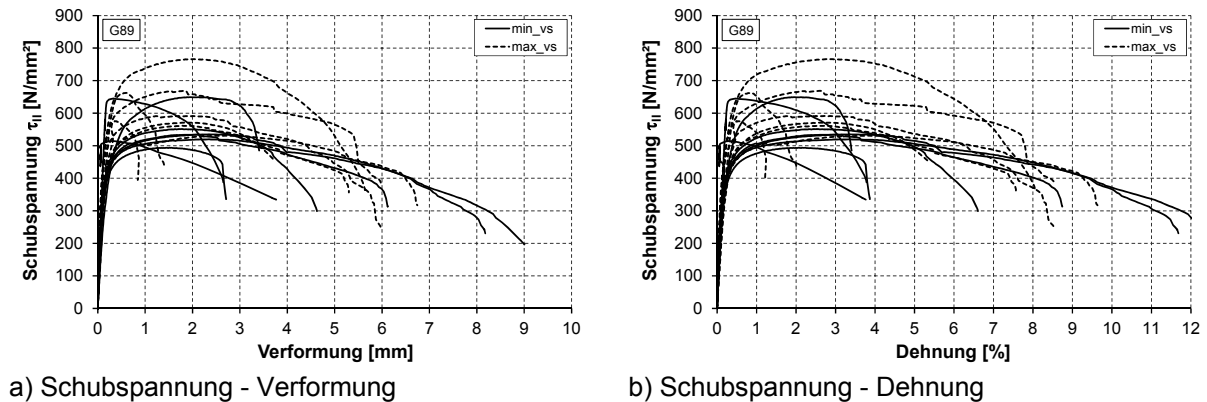 900
800
700
600
500
400
300
200
100
0
Schubspannung τII [N/mm²]
G89
min_vs
max_vs
0 1 2 3 4 5 6 7 8 9 10
Verformung [mm]
a) Schubspannung - Verformung
900
800
700
600
500
400
300
200
100
0
Schubspannung τII [N/mm²]
G89
min_vs
max_vs
0 1 2 3 4 5 6 7 8 9 10 11 12
Dehnung [%]
b) Schubspannung - Dehnung